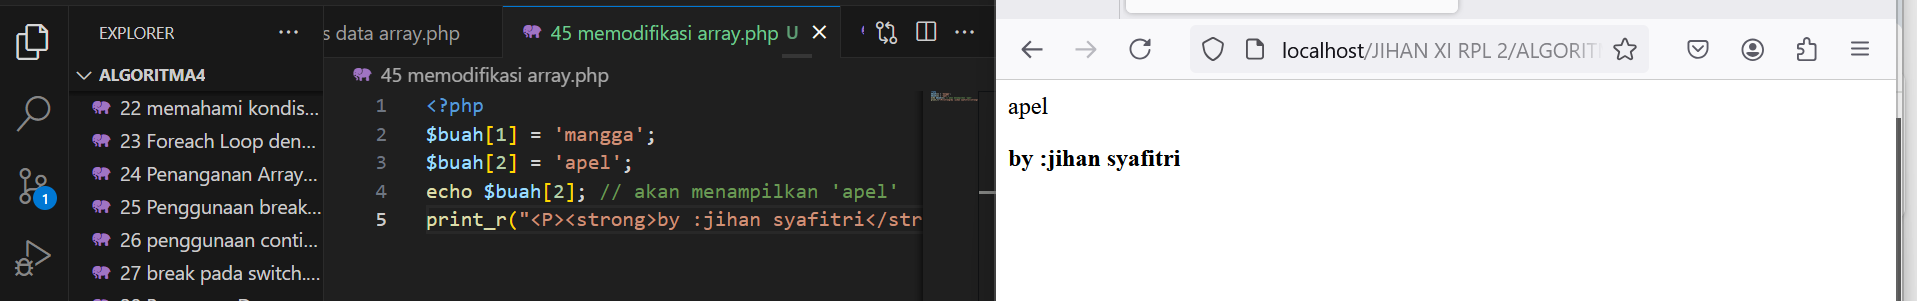 EXPLORER
ALGORITMA4
22 memahami kondis...
23 Foreach Loop den...
24 Penanganan Array...
25 Penggunaan break...
26 penggunaan conti...
27 break pada switch....
1
s data array.php
45 memodifikasi array.php U
45 memodifikasi array.php
1 <?php
2 $buah[1] = 'mangga';
3 $buah[2] = 'apel';
4 echo $buah[2]; // akan menampilkan 'apel'
5 print_r("<P><strong>by :jihan syafitri</str
localhost/JIHAN XI RPL 2/ALGORIT
apel
by :jihan syafitri